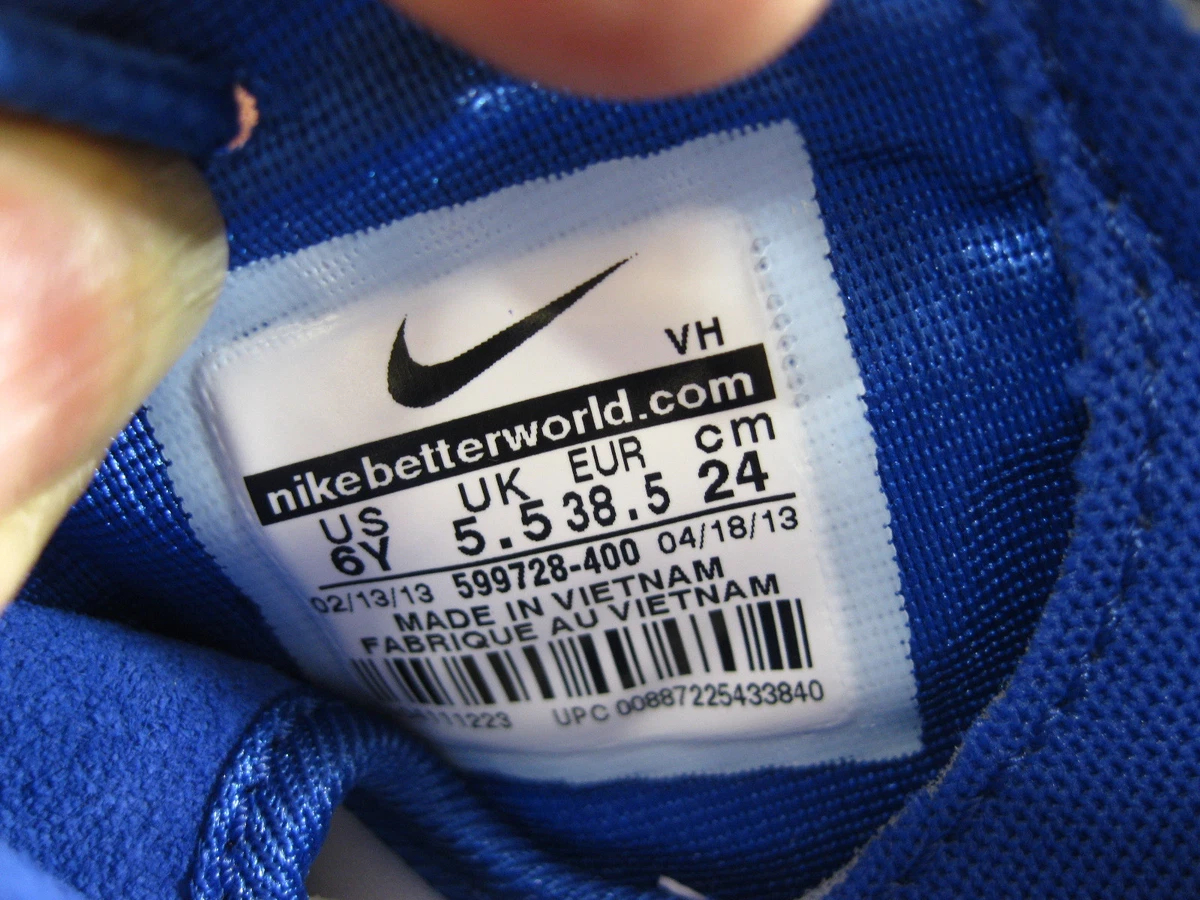 VH
nikebetterworld.com
US UK EUR cm
6Y 5.5 38.5 24
02/13/13 599728-400 04/18/13
MADE IN VIETNAM
FABRIQUE AU VIETNAM
UPC 00887225433840